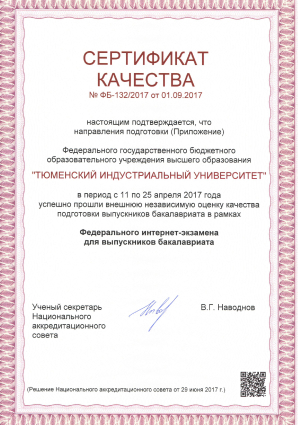 СЕРТИФИКАТ
КАЧЕСТВА
№ ФБ-132/2017 от 01.09.2017
настоящим подтверждается, что
направления подготовки (Приложение)
Федерального государственного бюджетного
образовательного учреждения высшего образования
"ТЮМЕНСКИЙ ИНДУСТРИАЛЬНЫЙ УНИВЕРСИТЕТ"
в период с 11 по 25 апреля 2017 года
успешно прошли внешнюю независимую оценку качества
подготовки выпускников бакалавриата в рамках
Федерального интернет-экзамена
для выпускников бакалавриата
Ученый секретарь
Национального
аккредитационного
совета
В.Г. Наводнов
(Решение Национального аккредитационного совета от 29 июня 2017 г.)